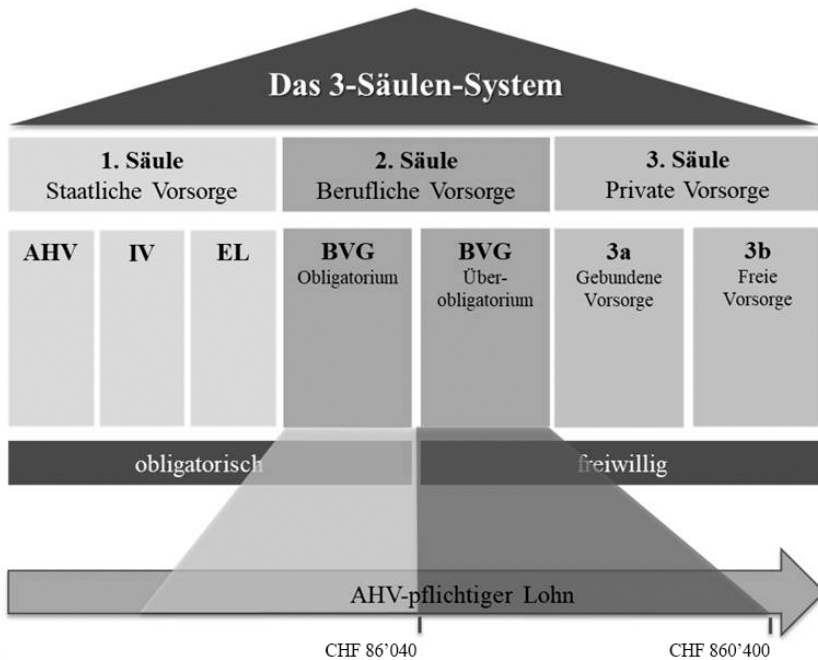 Das 3-Säulen-System
1. Säule
Staatliche Vorsorge
2. Säule
Berufliche Vorsorge
3. Säule
Private Vorsorge
AHV
IV
EL
BVG
Obligatorium
BVG
Über-
obligatorium
3a
Gebundene
Vorsorge
3b
Freie
Vorsorge
obligatorisch
freiwillig
AHV-pflichtiger Lohn
CHF 86'040
CHF 860'400